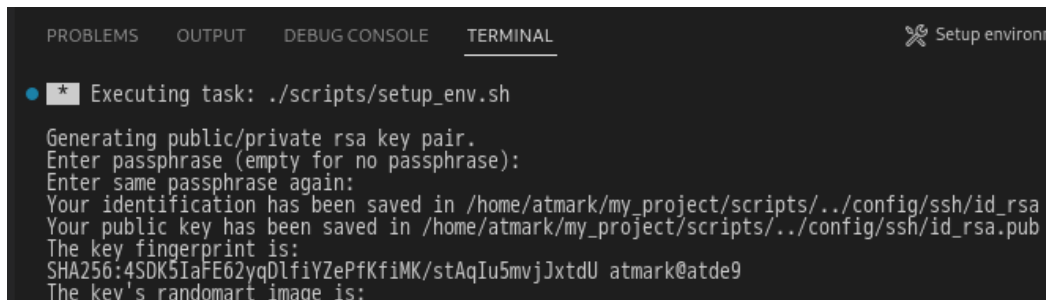 PROBLEMS OUTPUT DEBUG CONSOLE TERMINAL Setup environ
* Executing task: ./scripts/setup_env.sh
Generating public/private rsa key pair.
Enter passphrase (empty for no passphrase):
Enter same passphrase again:
Your identification has been saved in /home/atmark/my_project/scripts/../config/ssh/id_rsa
Your public key has been saved in /home/atmark/my_project/scripts/../config/ssh/id_rsa.pub
The key fingerprint is:
SHA256:4SDK5IaFE62yqDlfiYZePfKfiMK/stAqIu5mvjJxtdU atmark@atde9
The key's randomart image is: